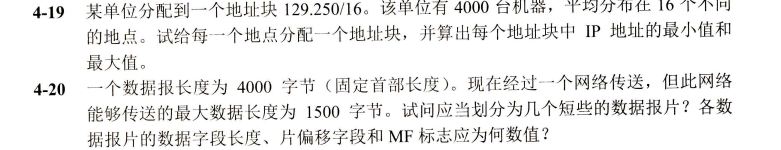 4-19 某单位分配到一个地址块 129.250/16。该单位有 4000 台机器，平均分布在 16 个不同
的地点。试给每一个地点分配一个地址块，并算出每个地址块中 IP 地址的最小值和
最大值。
4-20 一个数据报长度为 4000 字节（固定首部长度）。现在经过一个网络传送，但此网络
能够传送的最大数据长度为 1500 字节。试问应当划分为几个短些的数据报片？各数
据报片的数据字段长度、片偏移字段和 MF 标志应为何数值？